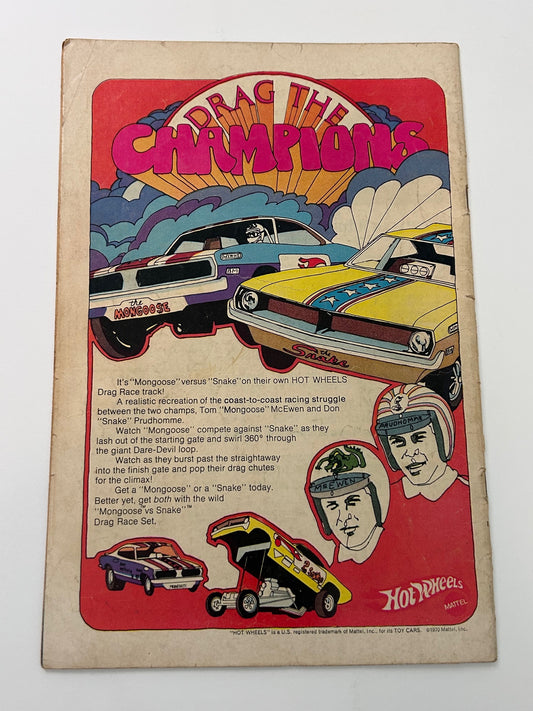 DRAG THE
CHAMPIONS
the
MONGOOSE
the
Snake
It's "Mongoose" versus "Snake" on their own HOT WHEELS
Drag Race track!
A realistic recreation of the coast-to-coast racing struggle
between the two champs, Tom "Mongoose" McEwen and Don
"Snake" Prudhomme.
Watch "Mongoose" compete against "Snake" as they
lash out of the starting gate and swirl 360° through
the giant Dare-Devil loop.
Watch as they burst past the straightaway
into the finish gate and pop their drag chutes
for the climax!
Get a "Mongoose" or a "Snake" today.
Better yet, get both with the wild
"Mongoose™ vs Snake"™
Drag Race Set.
PRUDHOMME
McEWEN
Hot Wheels
MATTEL
"HOT WHEELS" is a U.S. registered trademark of Mattel, Inc., for its TOY CARS. ©1970 Mattel, Inc.